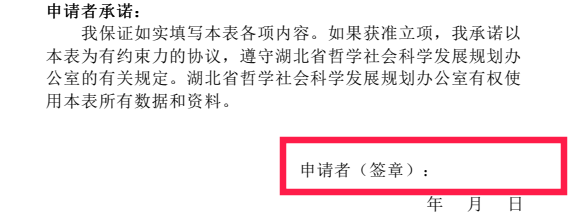 申请者承诺：
我保证如实填写本表各项内容。如果获准立项，我承诺以
本表为有约束力的协议，遵守湖北省哲学社会科学发展规划办
公室的有关规定。湖北省哲学社会科学发展规划办公室有权使
用本表所有数据和资料。
申请者（签章）：
年 月 日